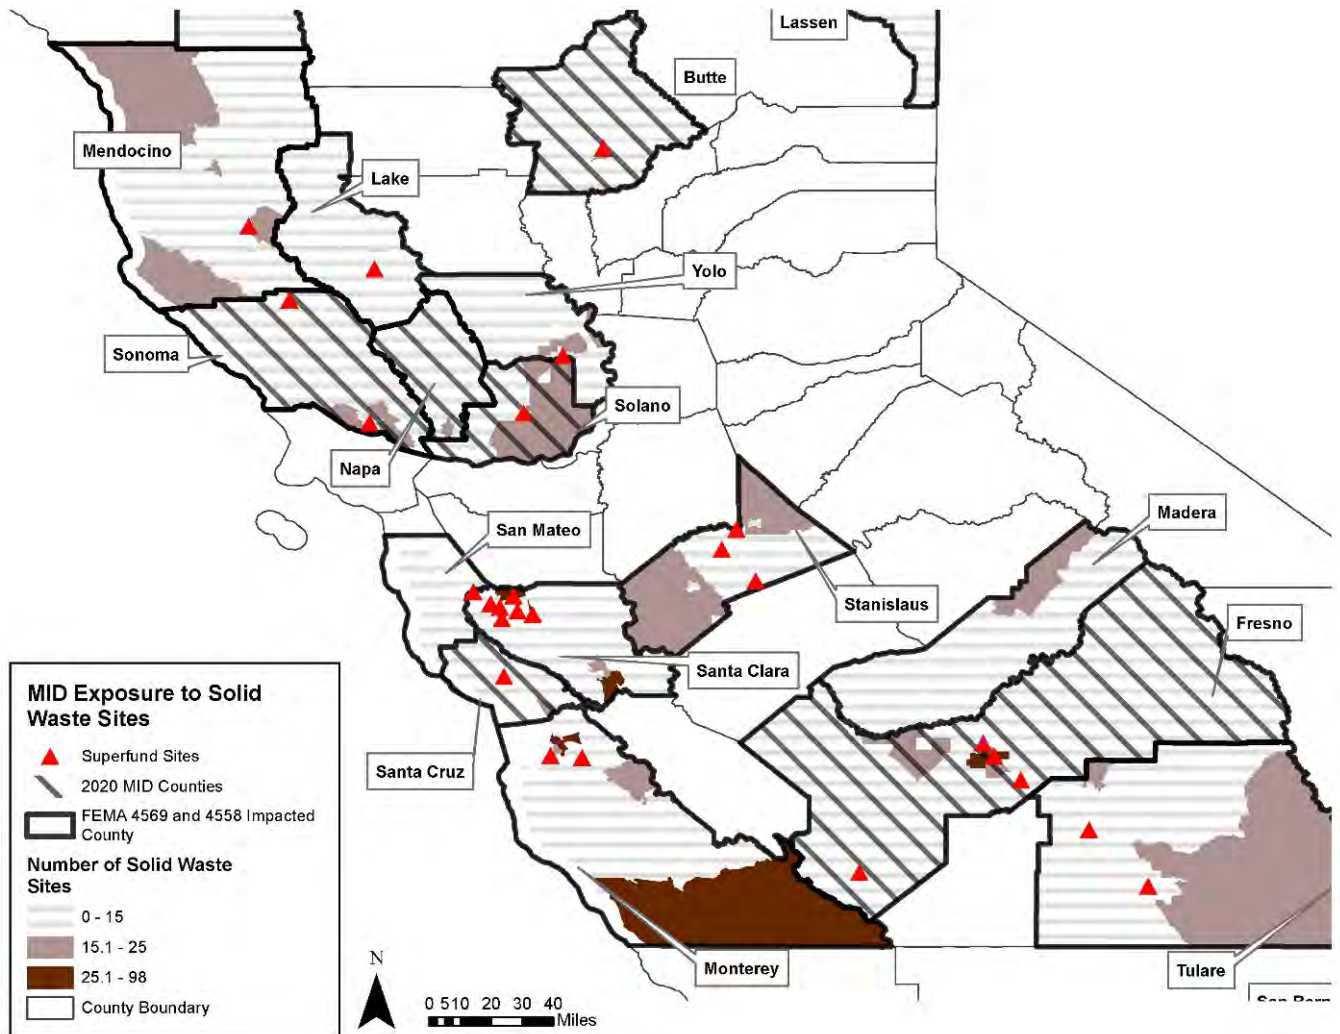 Lassen
Butte
Mendocino
Lake
Yolo
Sonoma
Solano
Napa
San Mateo
Madera
Stanislaus
Fresno
Santa Clara
Santa Cruz
Monterey
Tulare
MID Exposure to Solid
Waste Sites
Superfund Sites
2020 MID Counties
FEMA 4569 and 4558 Impacted
County
Number of Solid Waste
Sites
0 - 15
15.1 - 25
25.1 - 98
County Boundary
N
0 5 10 20 30 40
Miles